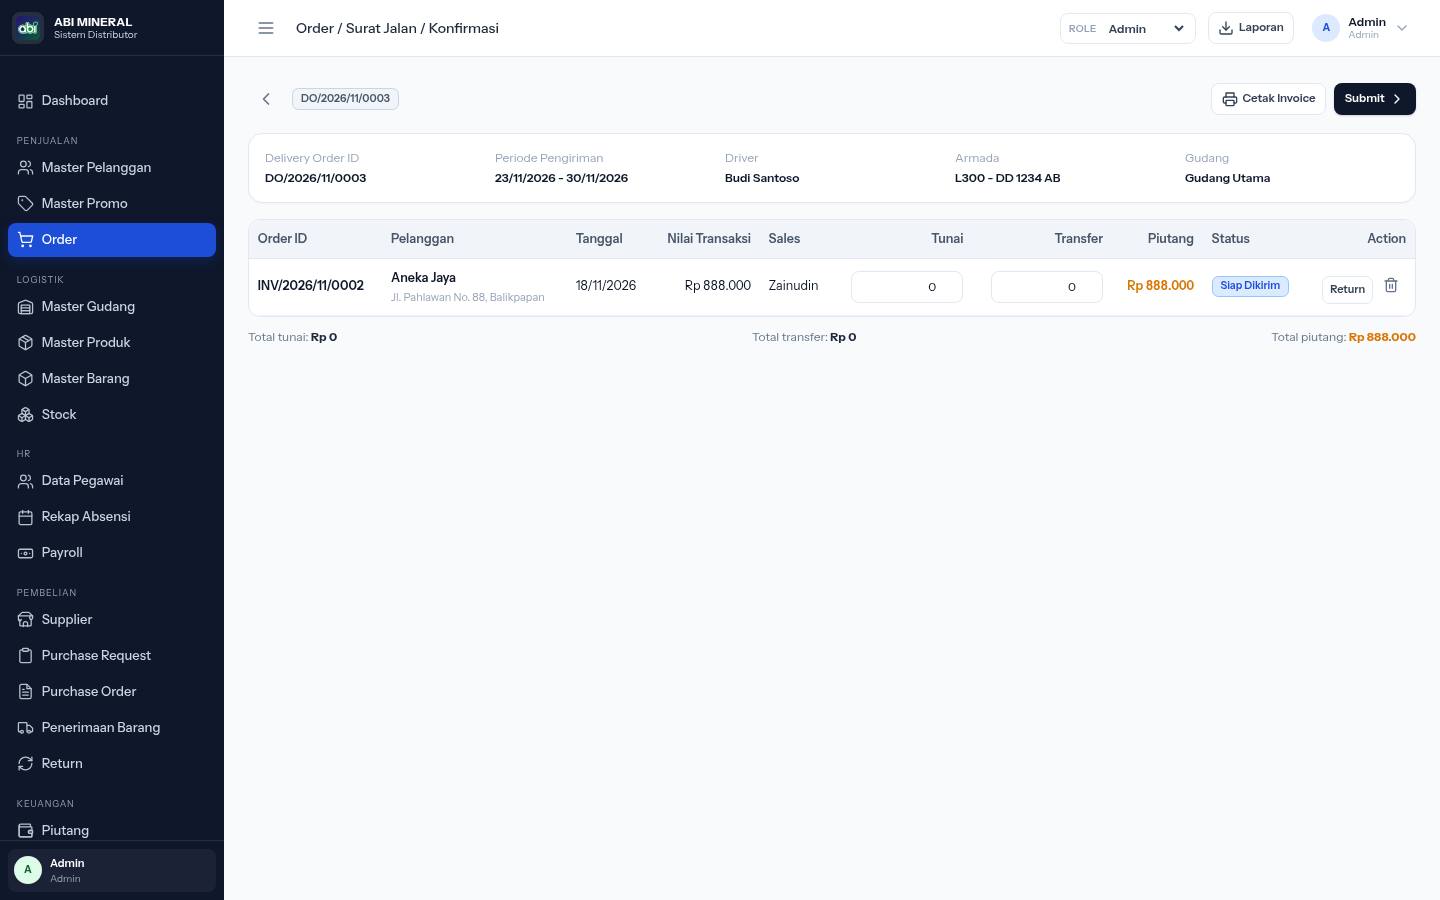 abi
ABI MINERAL
Sistem Distributor
Order / Surat Jalan / Konfirmasi
ROLE Admin
Laporan
A
Admin
Admin
Dashboard
PENJUALAN
Master Pelanggan
Master Promo
Order
LOGISTIK
Master Gudang
Master Produk
Master Barang
Stock
HR
Data Pegawai
Rekap Absensi
Payroll
PEMBELIAN
Supplier
Purchase Request
Purchase Order
Penerimaan Barang
Return
KEUANGAN
Piutang
A
Admin
Admin
DO/2026/11/0003
Cetak Invoice
Submit
Delivery Order ID
DO/2026/11/0003
Periode Pengiriman
23/11/2026 - 30/11/2026
Driver
Budi Santoso
Armada
L300 - DD 1234 AB
Gudang
Gudang Utama
Order ID Pelanggan Tanggal Nilai Transaksi Sales Tunai Transfer Piutang Status Action
INV/2026/11/0002 Aneka Jaya 18/11/2026 Rp 888.000 Zainudin 0 0 Rp 888.000 Siap Dikirim Return
Jl. Pahlawan No. 88, Balikpapan
Total tunai: Rp 0
Total transfer: Rp 0
Total piutang: Rp 888.000